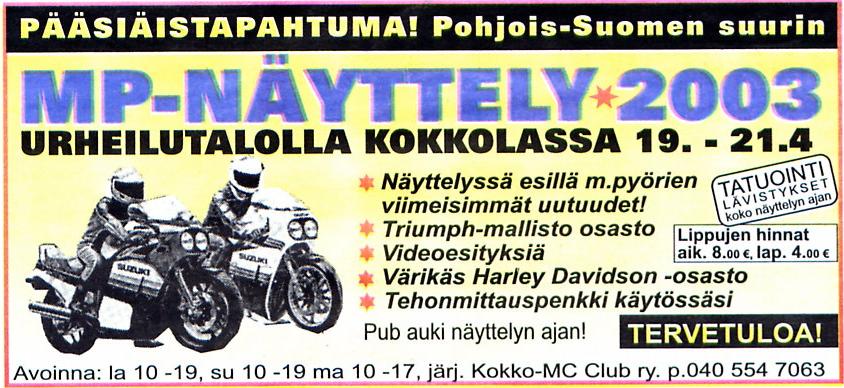 PÄÄSIÄISTAPAHTUMA! Pohjois-Suomen suurin
MP-NÄYTTELY★2003
URHEILUTALOLLA KOKKOLASSA 19. - 21.4
Näyttelyssä esillä m.pyörien
viimeisimmät uutuudet!
Triumph-mallisto osasto
Videoesityksiä
Värikäs Harley Davidson -osasto
Tehonmittauspenkki käytössäsi
TATUOINTI
LÄVISTYKSET
koko näyttelyn ajan
Lippujen hinnat
aik. 8.00 €, lap. 4.00 €
SUZUKI
SUZUKI
Pub auki näyttelyn ajan!
TERVETULOA!
Avoinna: la 10 -19, su 10 -19 ma 10 -17, järj. Kokko-MC Club ry. p.040 554 7063